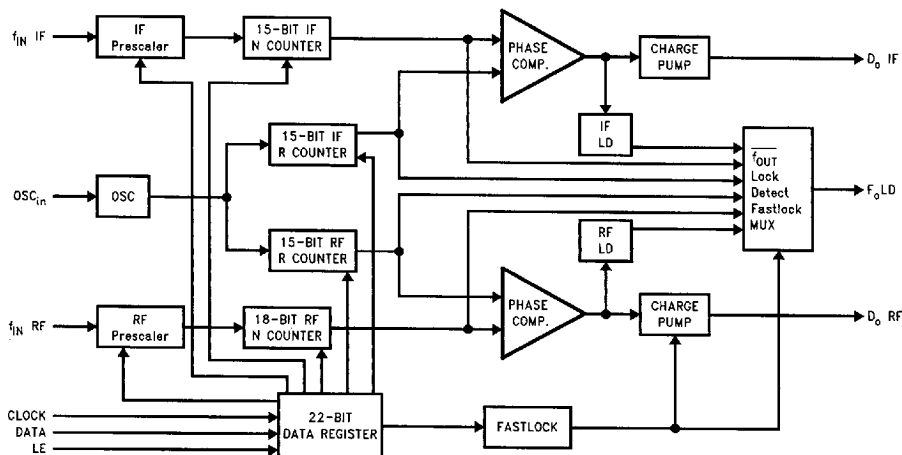 f_IN IF
IF
Prescaler
15-BIT IF
N COUNTER
PHASE
COMP.
CHARGE
PUMP
D_o IF
15-BIT IF
R COUNTER
IF
LD
f_OUT
Lock
Detect
Fastlock
MUX
F_oLD
OSC_in
OSC
15-BIT RF
R COUNTER
RF
LD
f_IN RF
RF
Prescaler
18-BIT RF
N COUNTER
PHASE
COMP.
CHARGE
PUMP
D_o RF
CLOCK
DATA
LE
22-BIT
DATA REGISTER
FASTLOCK